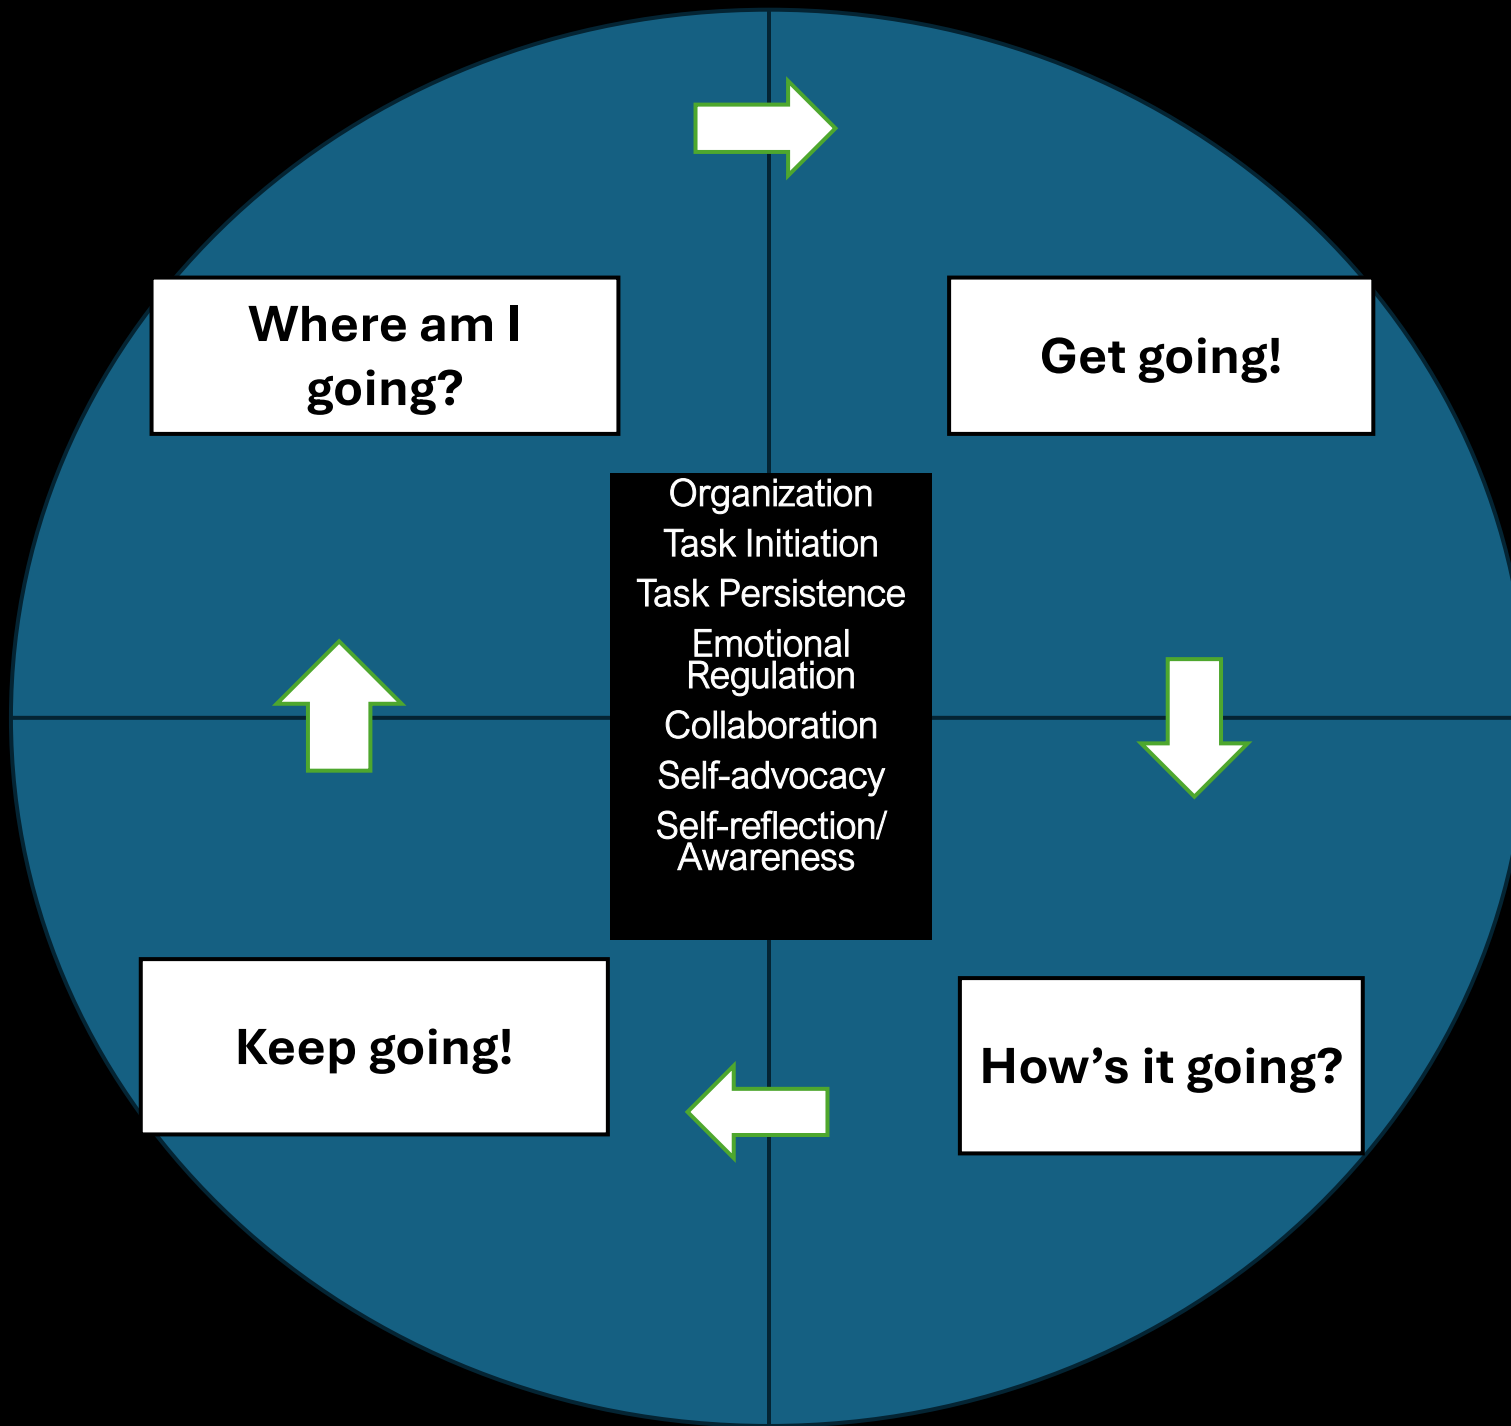 Where am I
going?
Get going!
Organization
Task Initiation
Task Persistence
Emotional
Regulation
Collaboration
Self-advocacy
Self-reflection/
Awareness
Keep going!
How’s it going?